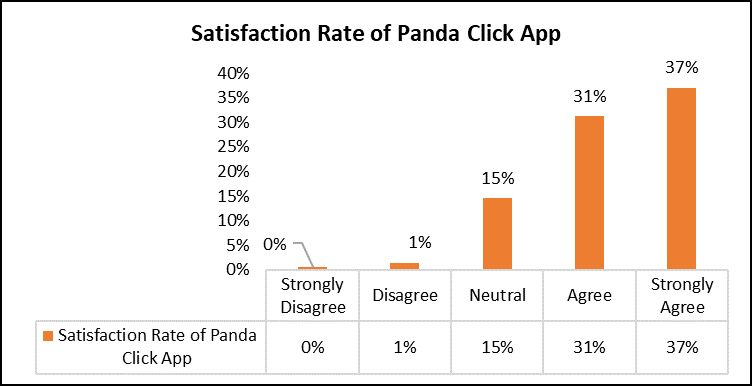 Satisfaction Rate of Panda Click App
40%
35%
30%
25%
20%
15%
10%
5%
0%
0%
1%
15%
31%
37%
Strongly
Disagree
Disagree
Neutral
Agree
Strongly
Agree
Satisfaction Rate of Panda
Click App
0%
1%
15%
31%
37%